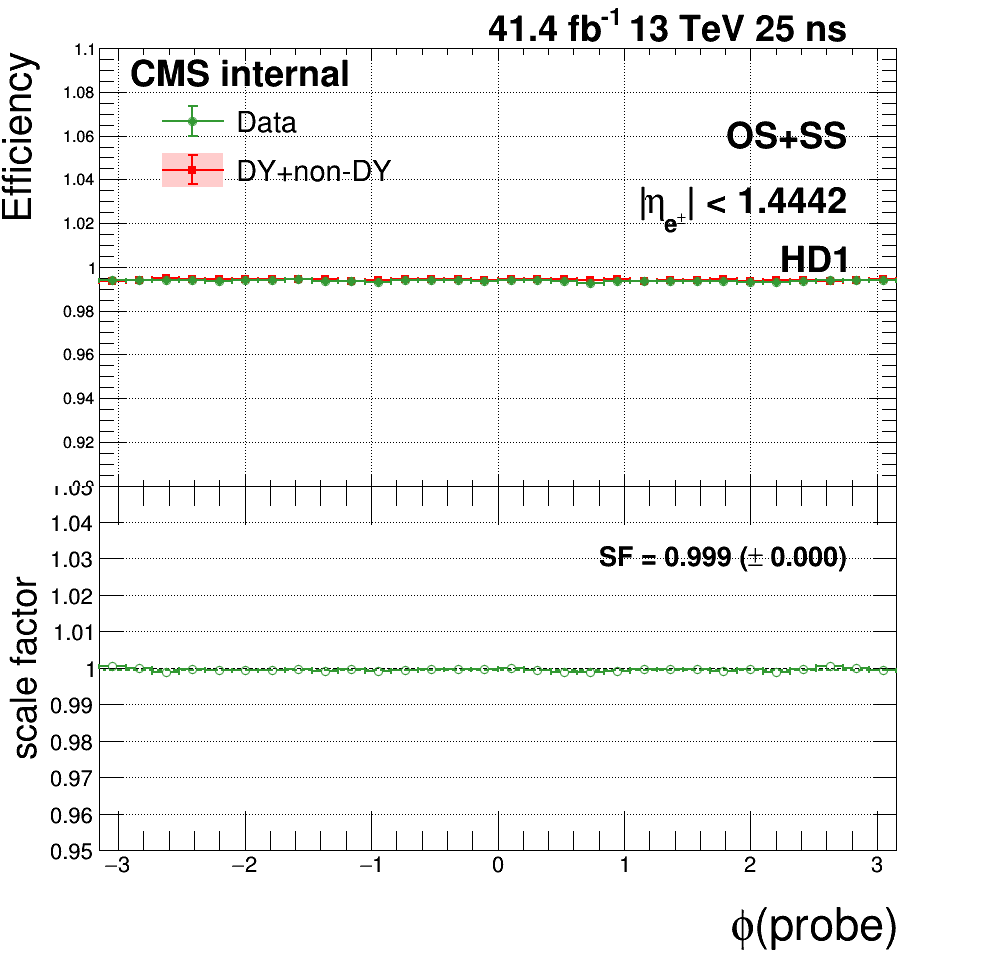 41.4 fb⁻¹ 13 TeV 25 ns
Efficiency
1.1
1.08
1.06
1.04
1.02
1
0.98
0.96
0.94
0.92
CMS internal
Data
DY+non-DY
OS+SS
|η_e±| < 1.4442
HD1
scale factor
1.04
1.03
1.02
1.01
1
0.99
0.98
0.97
0.96
0.95
SF = 0.999 (± 0.000)
−3 −2 −1 0 1 2 3
ϕ(probe)